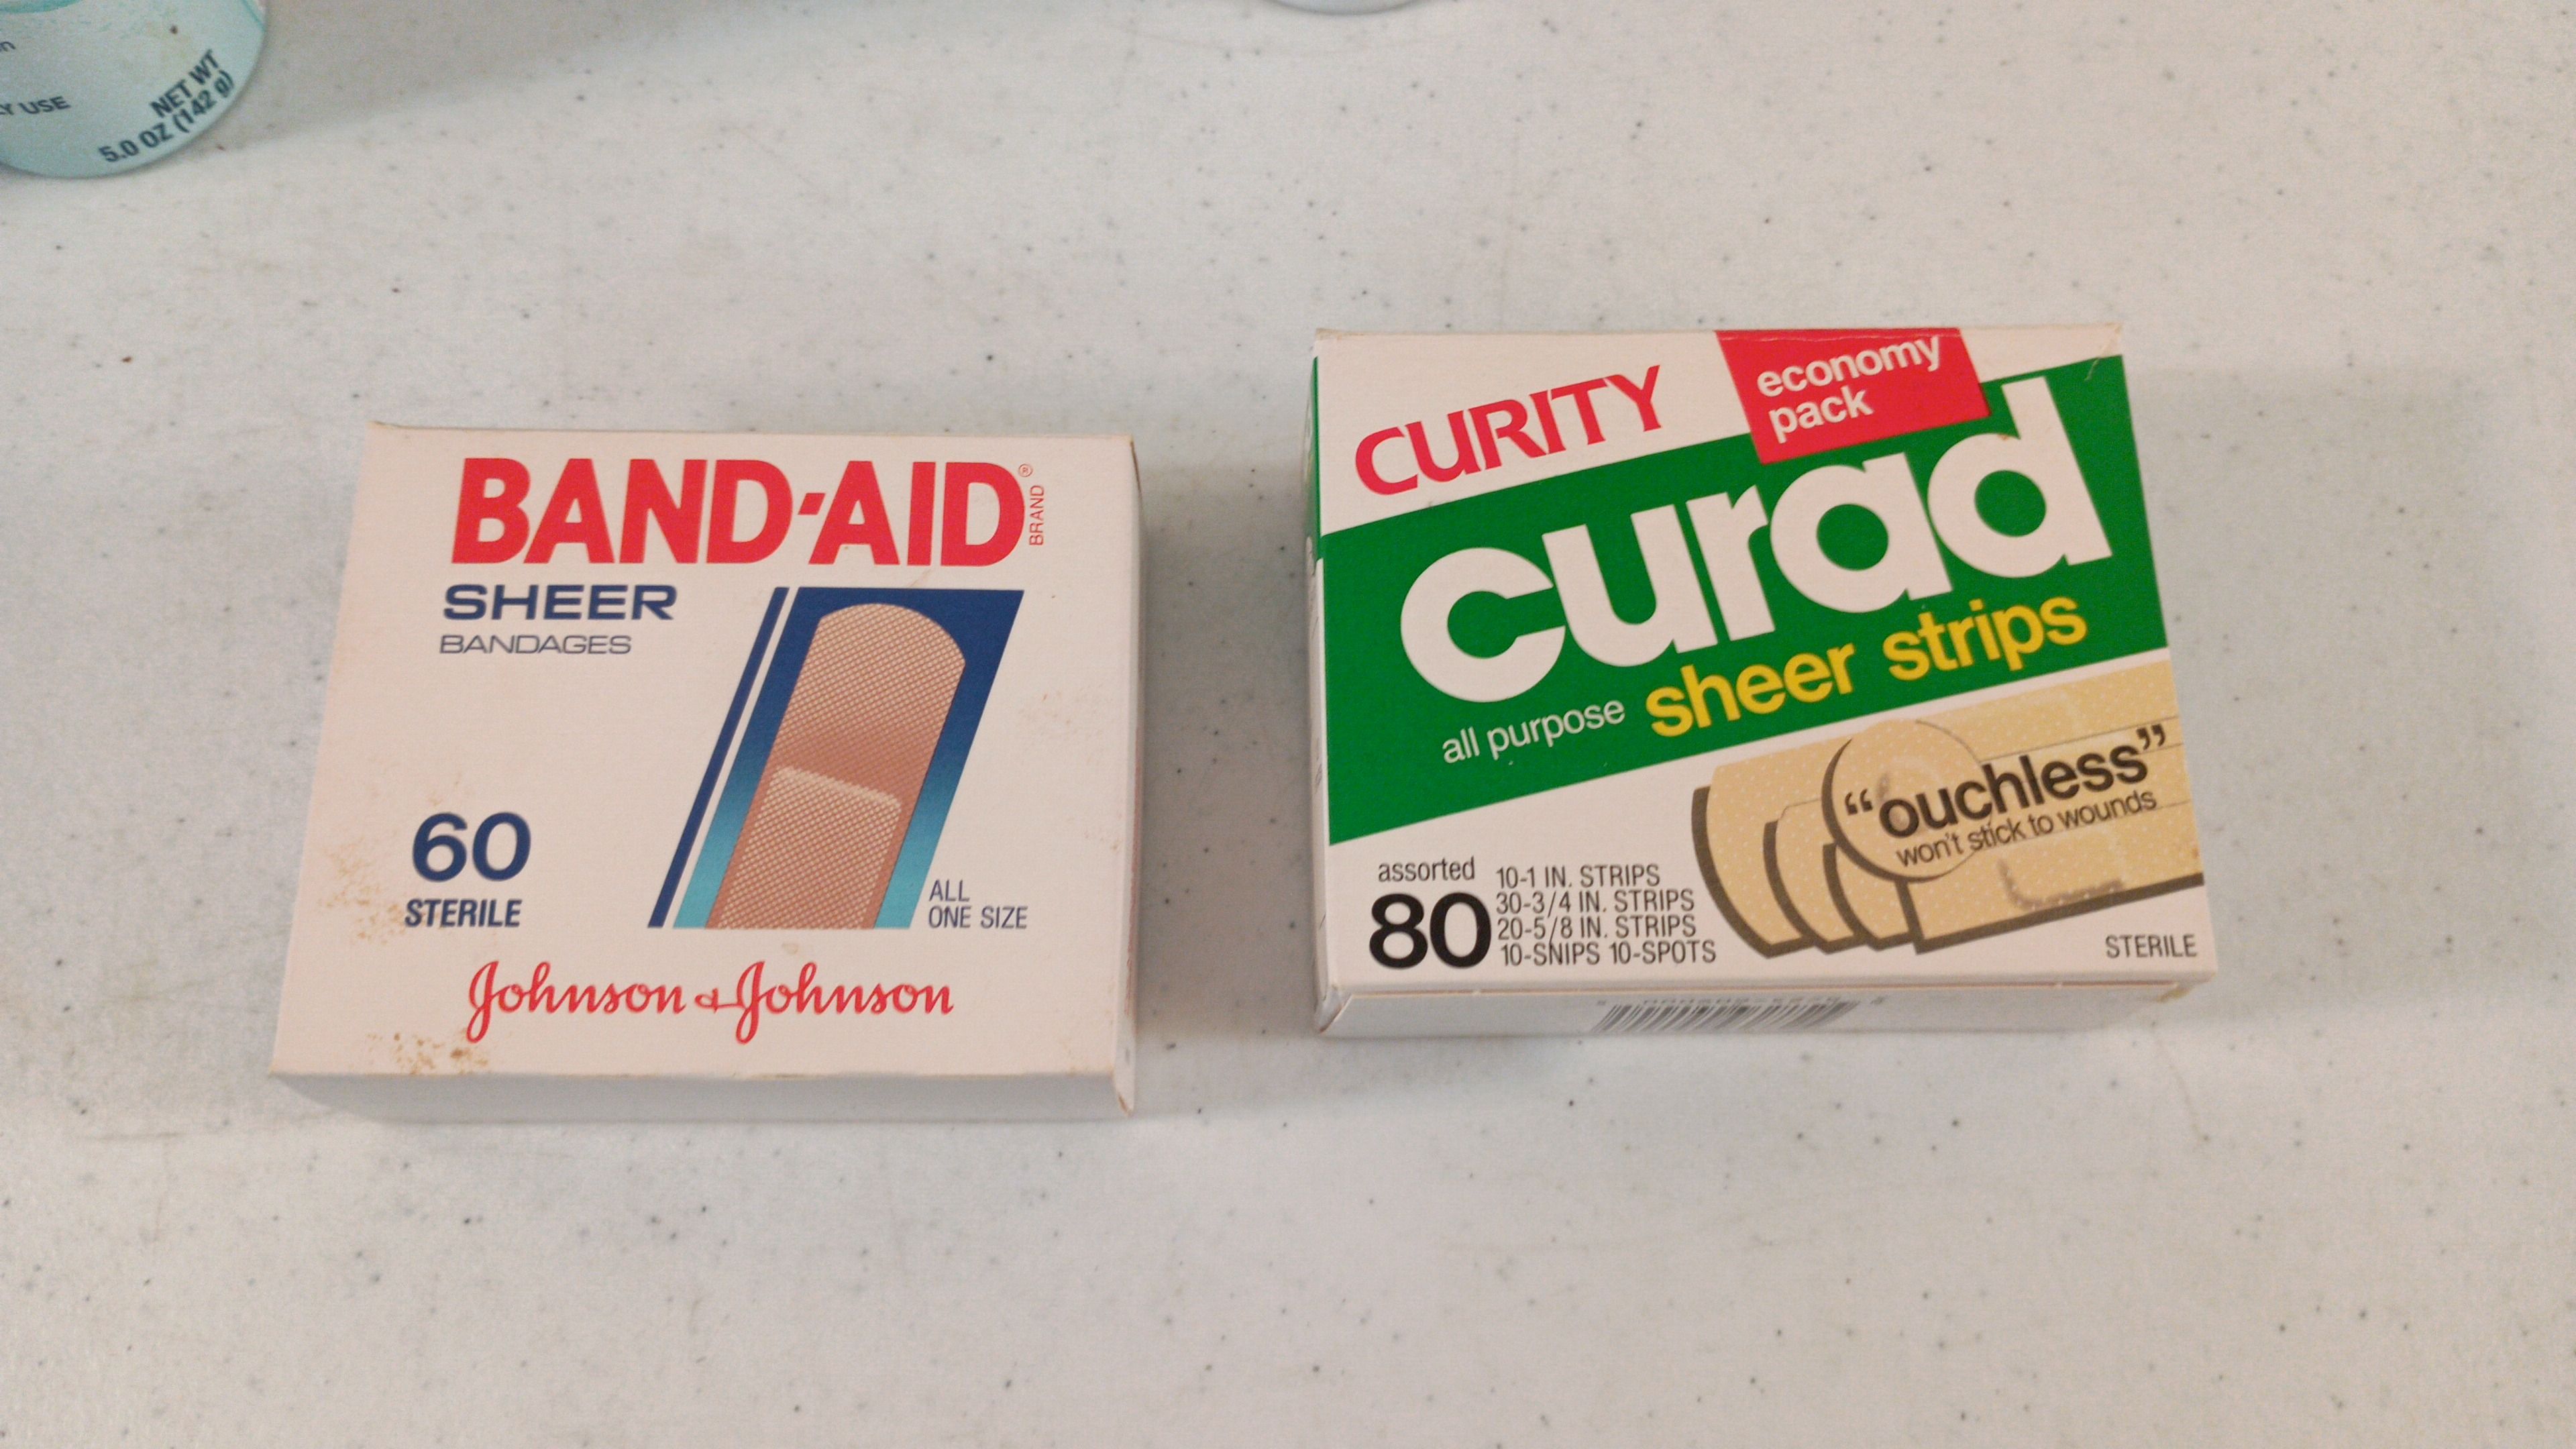 Y USE
NET WT
5.0 OZ (142 g)
BAND-AID®
BRAND
SHEER
BANDAGES
60
STERILE
ALL
ONE SIZE
Johnson & Johnson
CURITY
economy
pack
curad
all purpose sheer strips
“ouchless”
won't stick to wounds
assorted
80
10-1 IN. STRIPS
30-3/4 IN. STRIPS
20-5/8 IN. STRIPS
10-SNIPS 10-SPOTS
STERILE